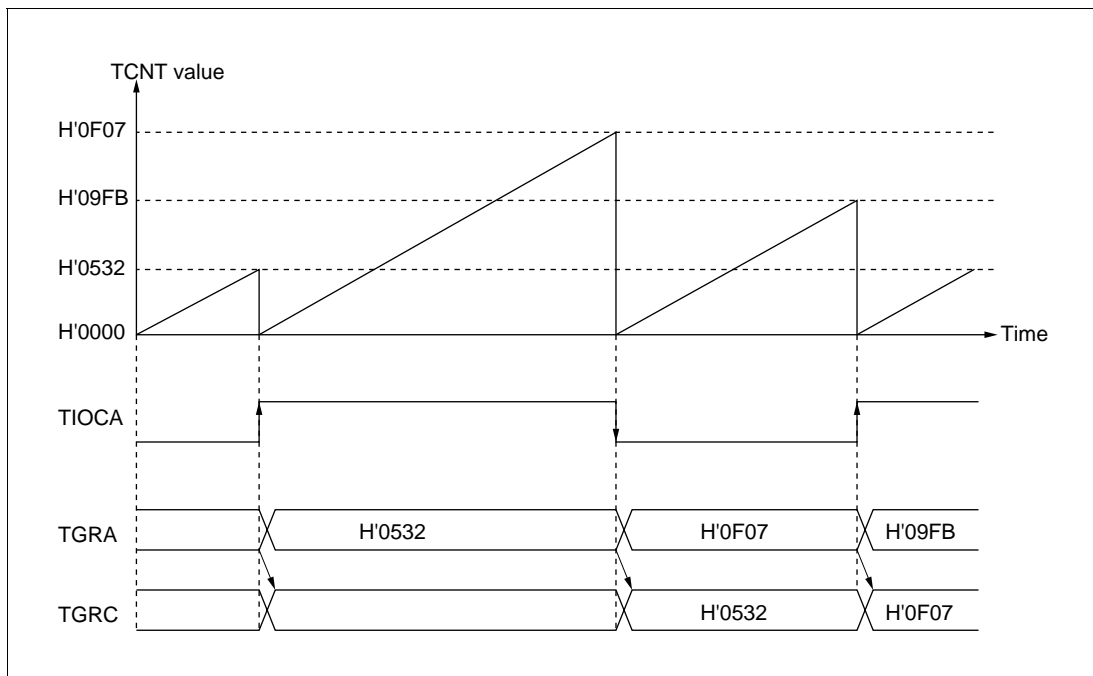 TCNT value
H'0F07
H'09FB
H'0532
H'0000
Time
TIOCA
TGRA
H'0532
H'0F07
H'09FB
TGRC
H'0532
H'0F07